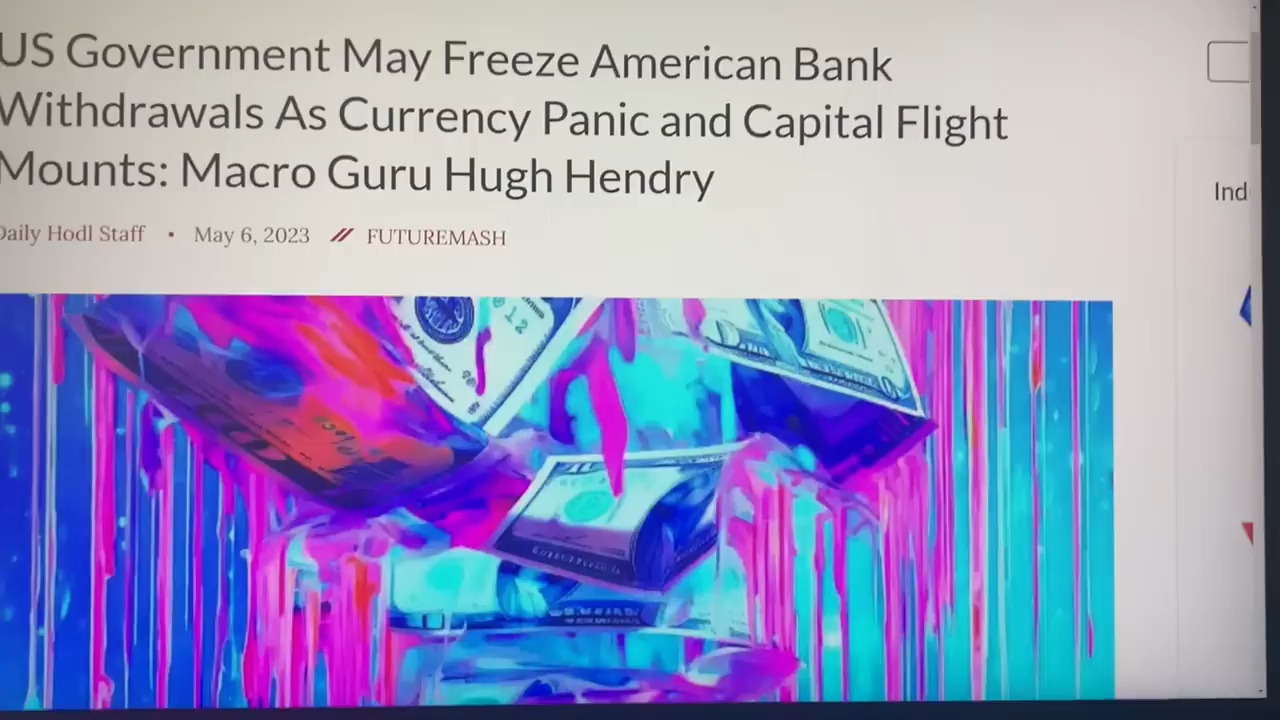 US Government May Freeze American Bank
Withdrawals As Currency Panic and Capital Flight
Mounts: Macro Guru Hugh Hendry
Daily Hodl Staff • May 6, 2023 // FUTUREMASH
Ind